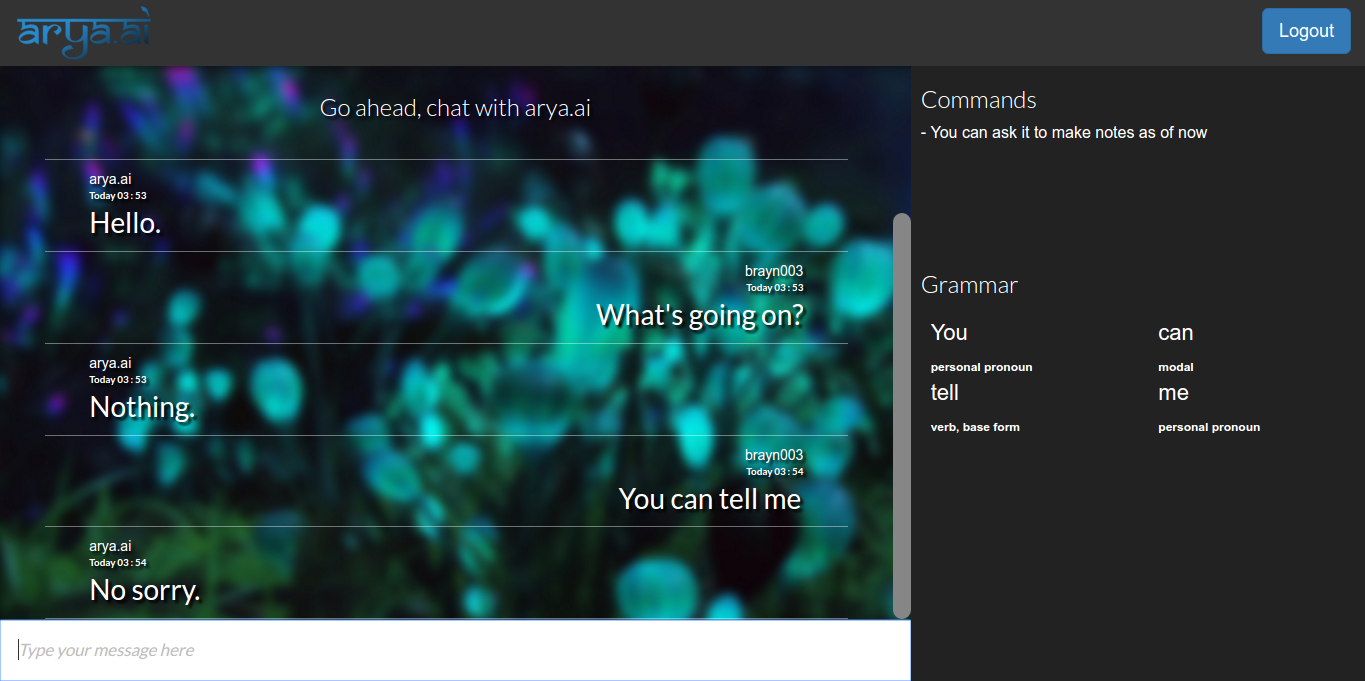 arya.ai
Logout
Go ahead, chat with arya.ai
arya.ai
Today 03 : 53
Hello.
brayn003
Today 03 : 53
What's going on?
arya.ai
Today 03 : 53
Nothing.
brayn003
Today 03 : 54
You can tell me
arya.ai
Today 03 : 54
No sorry.
Type your message here
Commands
- You can ask it to make notes as of now
Grammar
You can
personal pronoun modal
tell me
verb, base form personal pronoun